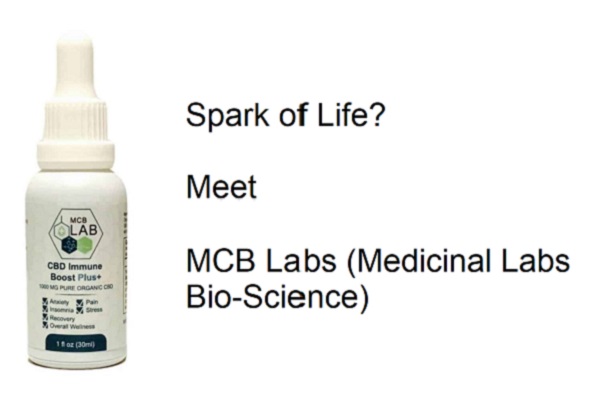 Spark of Life?
Meet
MCB Labs (Medicinal Labs
Bio-Science)
MCB
LAB
CBD Immune
Boost Plus+
1000 MG PURE ORGANIC CBD
Anxiety Pain
Insomnia Stress
Recovery
Overall Wellness
1 fl oz (30ml)